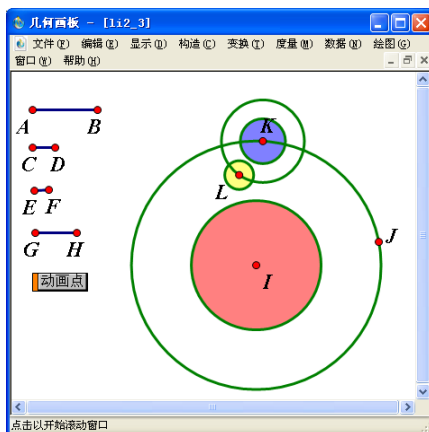 几何画板 - [li2_3]
文件(F) 编辑(E) 显示(D) 构造(C) 变换(T) 度量(M) 数据(N) 绘图(G)
窗口(W) 帮助(H)
A B
K
C D
L
E F
J
G H
I
动画点
点击以开始滚动窗口